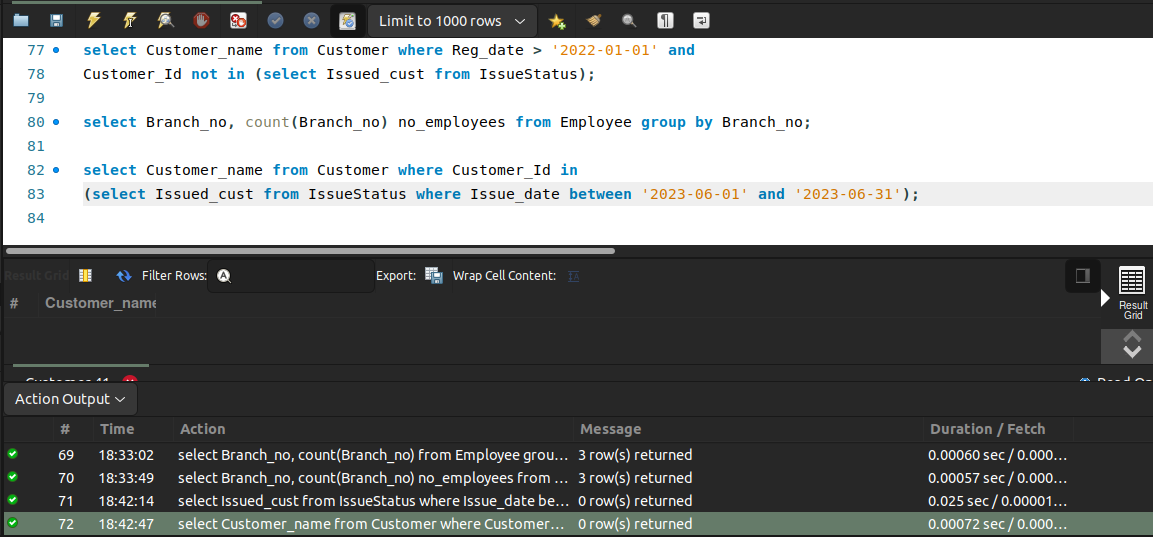 Limit to 1000 rows
77 select Customer_name from Customer where Reg_date > '2022-01-01' and
78 Customer_Id not in (select Issued_cust from IssueStatus);
79
80 select Branch_no, count(Branch_no) no_employees from Employee group by Branch_no;
81
82 select Customer_name from Customer where Customer_Id in
83 (select Issued_cust from IssueStatus where Issue_date between '2023-06-01' and '2023-06-31');
84
Result Grid Filter Rows: Export: Wrap Cell Content:
# Customer_name
Result
Grid
Customer 11 Read On
Action Output
# Time Action Message Duration / Fetch
69 18:33:02 select Branch_no, count(Branch_no) from Employee grou... 3 row(s) returned 0.00060 sec / 0.000...
70 18:33:49 select Branch_no, count(Branch_no) no_employees from ... 3 row(s) returned 0.00057 sec / 0.000...
71 18:42:14 select Issued_cust from IssueStatus where Issue_date be... 0 row(s) returned 0.025 sec / 0.00001...
72 18:42:47 select Customer_name from Customer where Customer... 0 row(s) returned 0.00072 sec / 0.000...